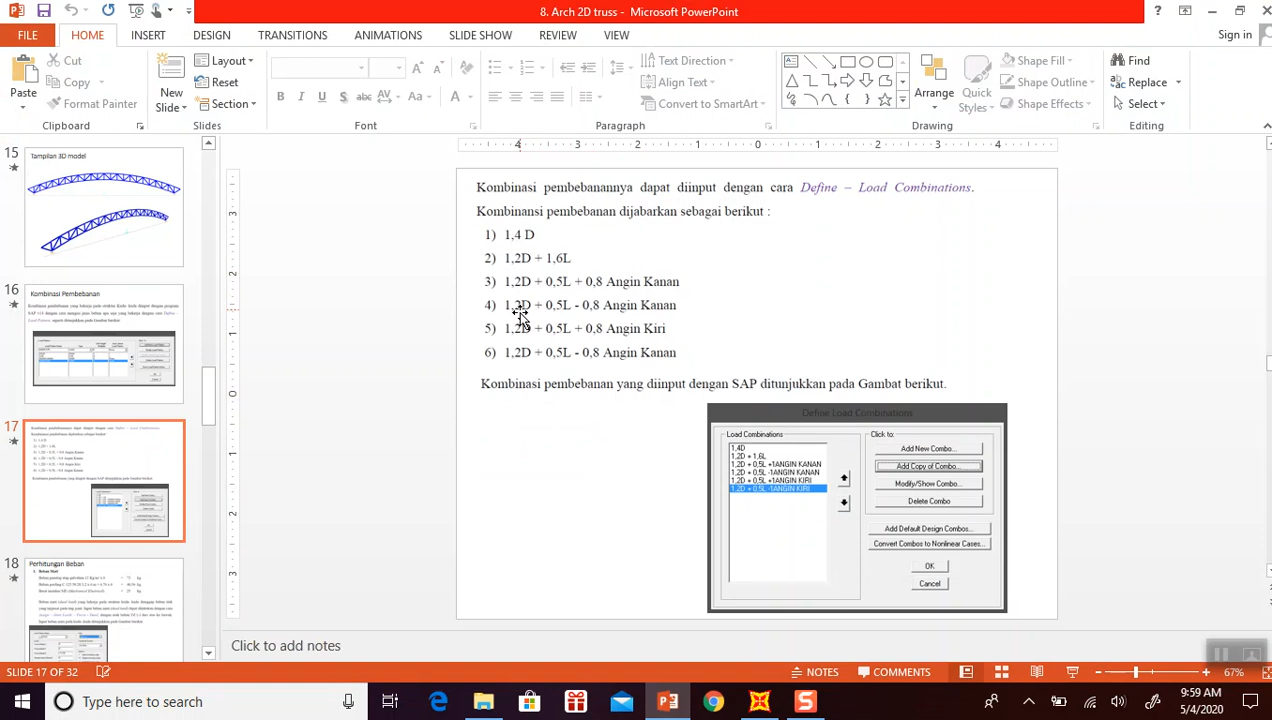 8. Arch 2D truss - Microsoft PowerPoint
FILE HOME INSERT DESIGN TRANSITIONS ANIMATIONS SLIDE SHOW REVIEW VIEW Sign in
Paste
Cut
Copy
Format Painter
Clipboard
New Slide
Layout
Reset
Section
Slides
Font
Paragraph
Text Direction
Align Text
Convert to SmartArt
Arrange
Quick Styles
Shape Fill
Shape Outline
Shape Effects
Drawing
Find
Replace
Select
Editing
15
Tampilan 3D model
16
Kombinasi Pembebanan
17
18
Perhitungan Beban
Kombinasi pembebanannya dapat diinput dengan cara Define – Load Combinations.
Kombinansi pembebanan dijabarkan sebagai berikut :
1) 1,4 D
2) 1,2D + 1,6L
3) 1,2D + 0,5L + 0,8 Angin Kanan
4) 1,2D + 0,5L - 0,8 Angin Kanan
5) 1,2D + 0,5L + 0,8 Angin Kiri
6) 1,2D + 0,5L - 0,8 Angin Kanan
Kombinasi pembebanan yang diinput dengan SAP ditunjukkan pada Gambat berikut.
Define Load Combinations
Load Combinations
1,4D
1,2D + 1,6L
1,2D + 0,5L +1ANGIN KANAN
1,2D + 0,5L -1ANGIN KANAN
1,2D + 0,5L +1ANGIN KIRI
1,2D + 0,5L -1ANGIN KIRI
Click to:
Add New Combo...
Add Copy of Combo...
Modify/Show Combo...
Delete Combo
Add Default Design Combos...
Convert Combos to Nonlinear Cases...
OK
Cancel
Click to add notes
SLIDE 17 OF 32 NOTES COMMENTS 67%
Type here to search
9:59 AM
5/4/2020